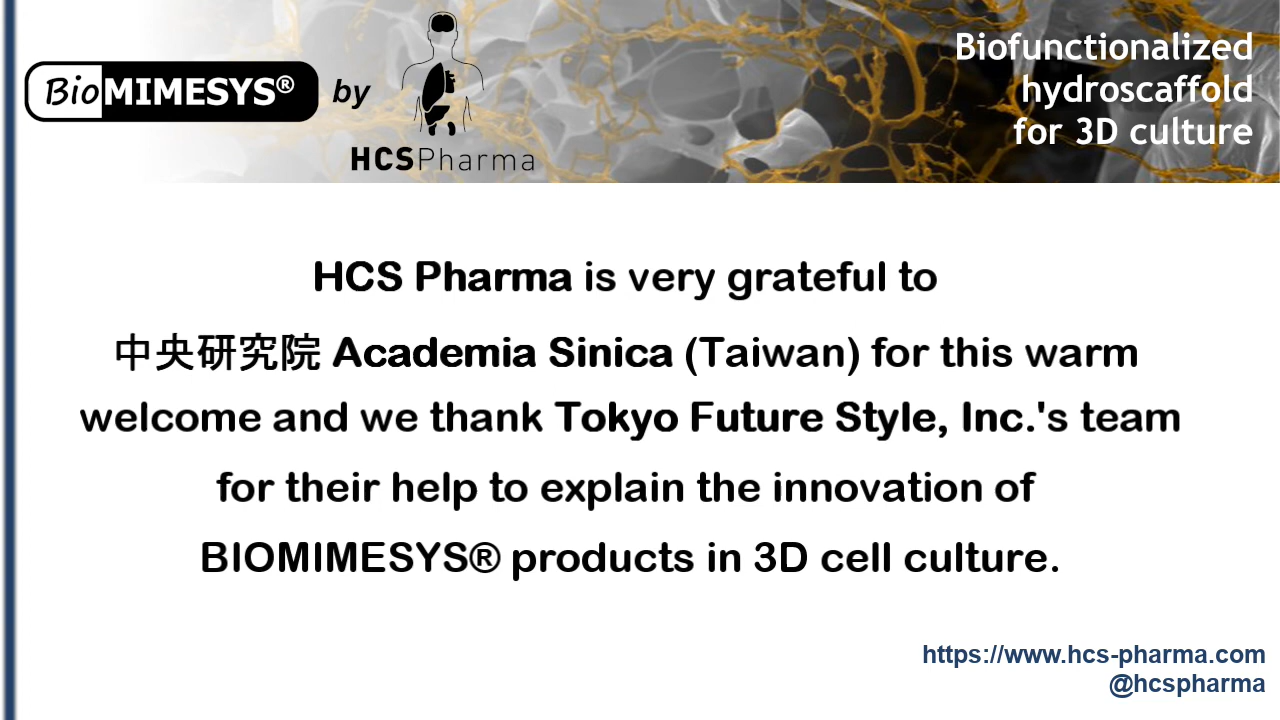 BioMIMESYS® by
HCSPharma
Biofunctionalized
hydroscaffold
for 3D culture
HCS Pharma is very grateful to
中央研究院 Academia Sinica (Taiwan) for this warm
welcome and we thank Tokyo Future Style, Inc.'s team
for their help to explain the innovation of
BIOMIMESYS® products in 3D cell culture.
https://www.hcs-pharma.com
@hcspharma